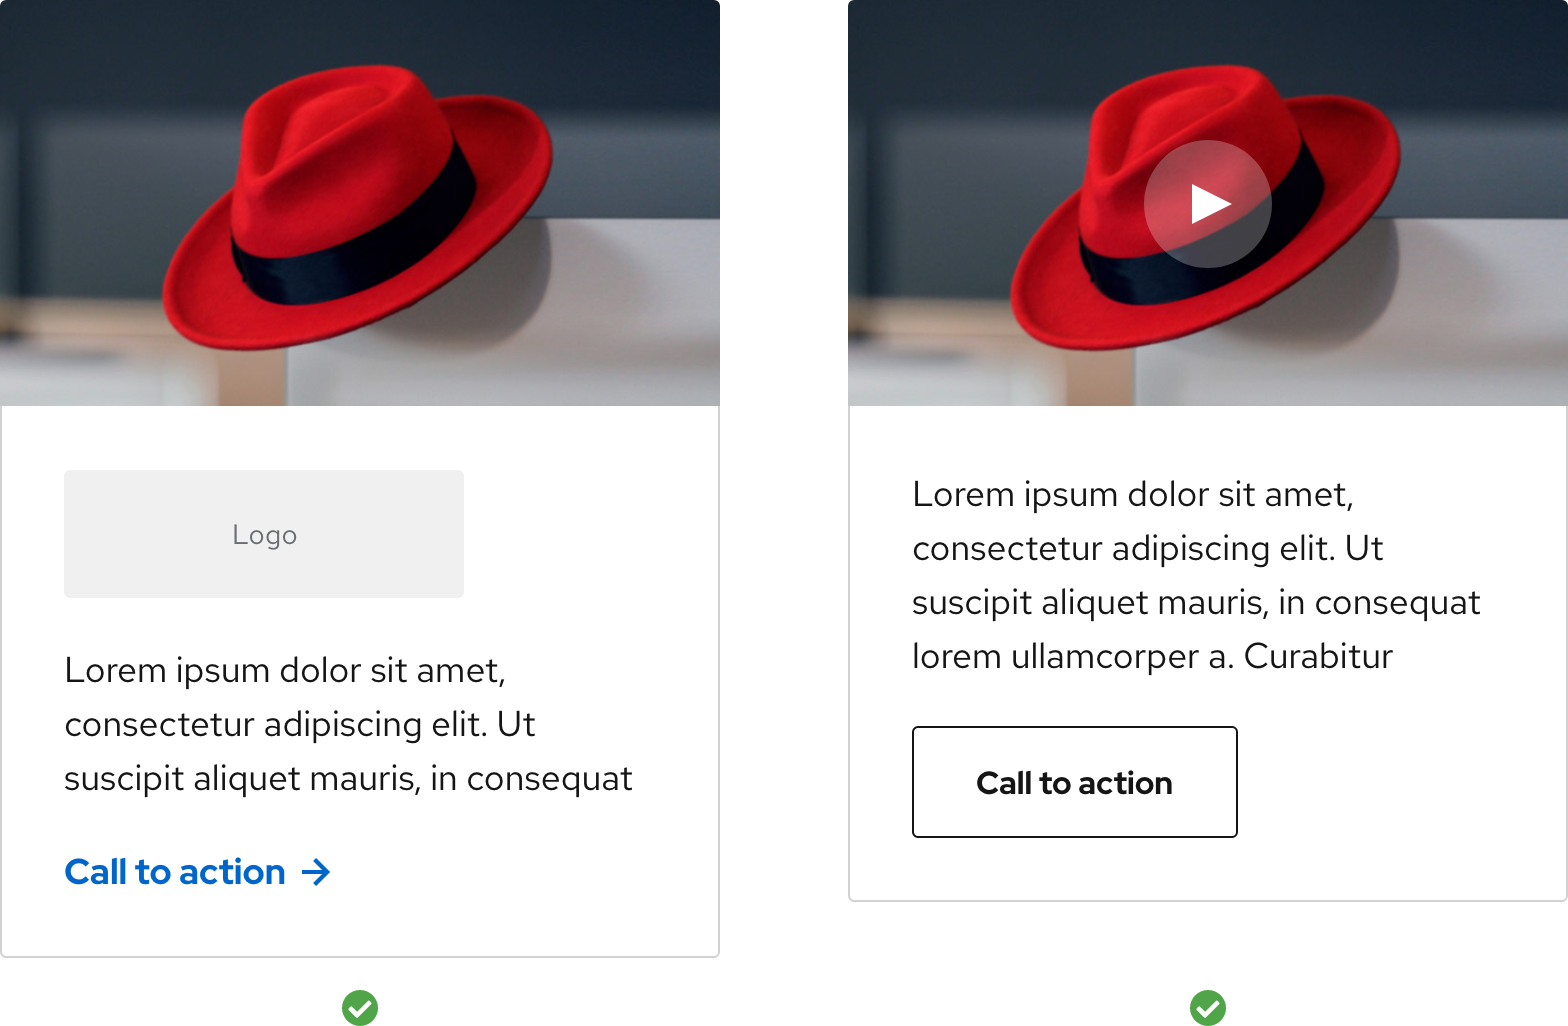 Logo
Lorem ipsum dolor sit amet,
consectetur adipiscing elit. Ut
suscipit aliquet mauris, in consequat
Call to action →
Lorem ipsum dolor sit amet,
consectetur adipiscing elit. Ut
suscipit aliquet mauris, in consequat
lorem ullamcorper a. Curabitur
Call to action